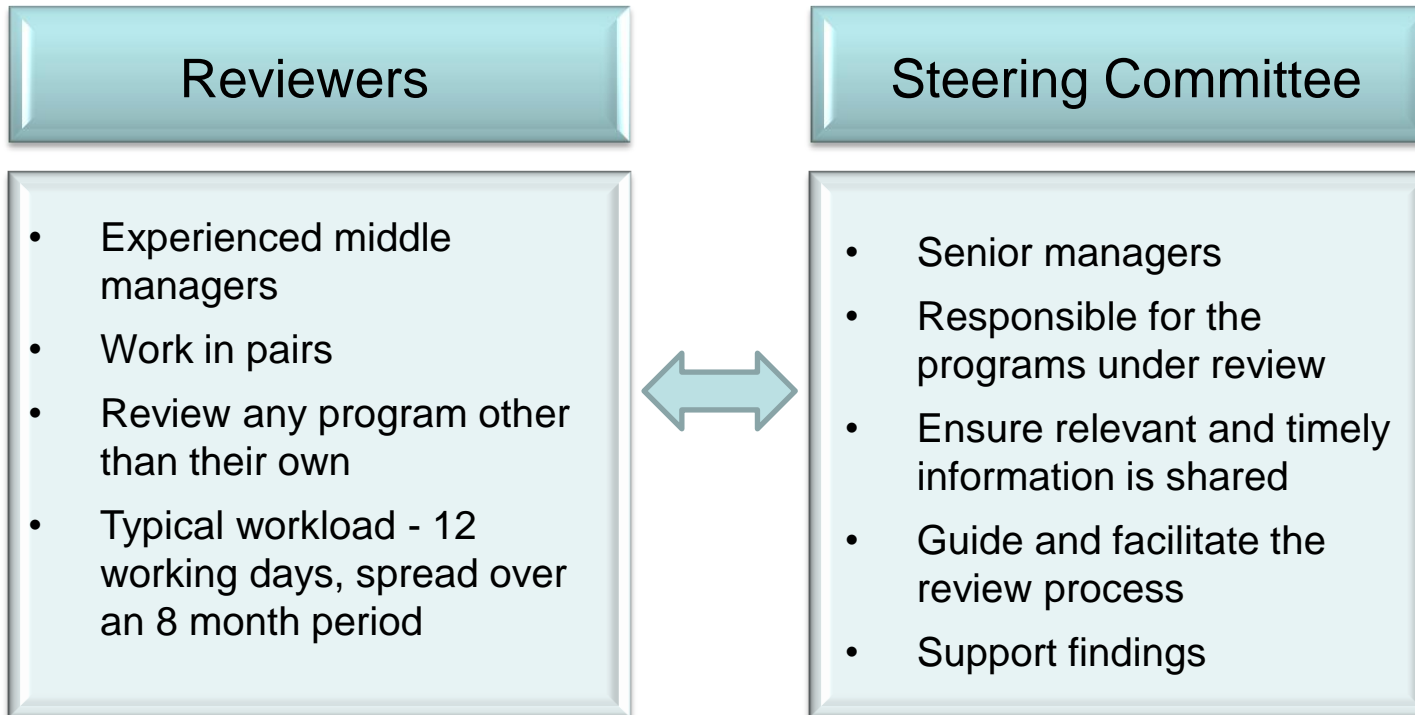 Reviewers
• Experienced middle
managers
• Work in pairs
• Review any program other
than their own
• Typical workload - 12
working days, spread over
an 8 month period
Steering Committee
• Senior managers
• Responsible for the
programs under review
• Ensure relevant and timely
information is shared
• Guide and facilitate the
review process
• Support findings